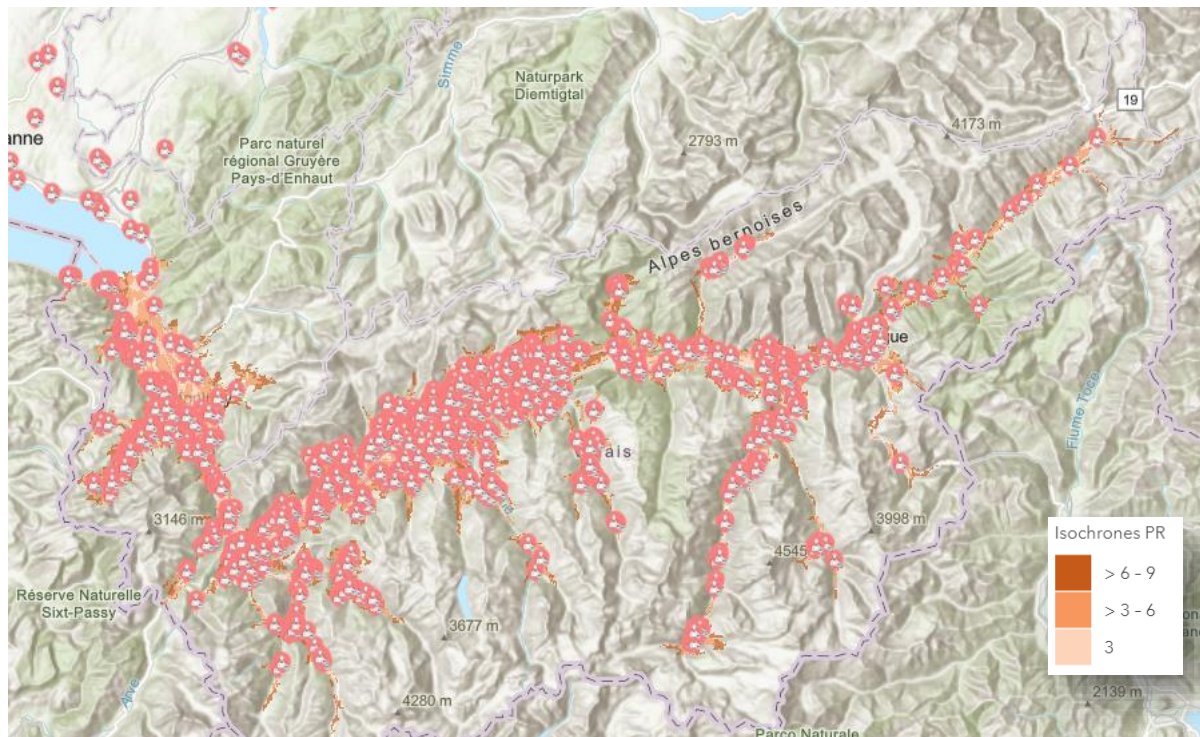 Simme
Naturpark
Diemtigtal
19
4173 m
2793 m
anne
Parc naturel
régional Gruyère
Pays-d'Enhaut
Alpes bernoises
gue
Fiume Toce
ais
3146 m
3998 m
4545
Isochrones PR
> 6 - 9
> 3 - 6
3
Réserve Naturelle
Sixt-Passy
3677 m
Arve
4280 m
2139 m
Parco Naturale